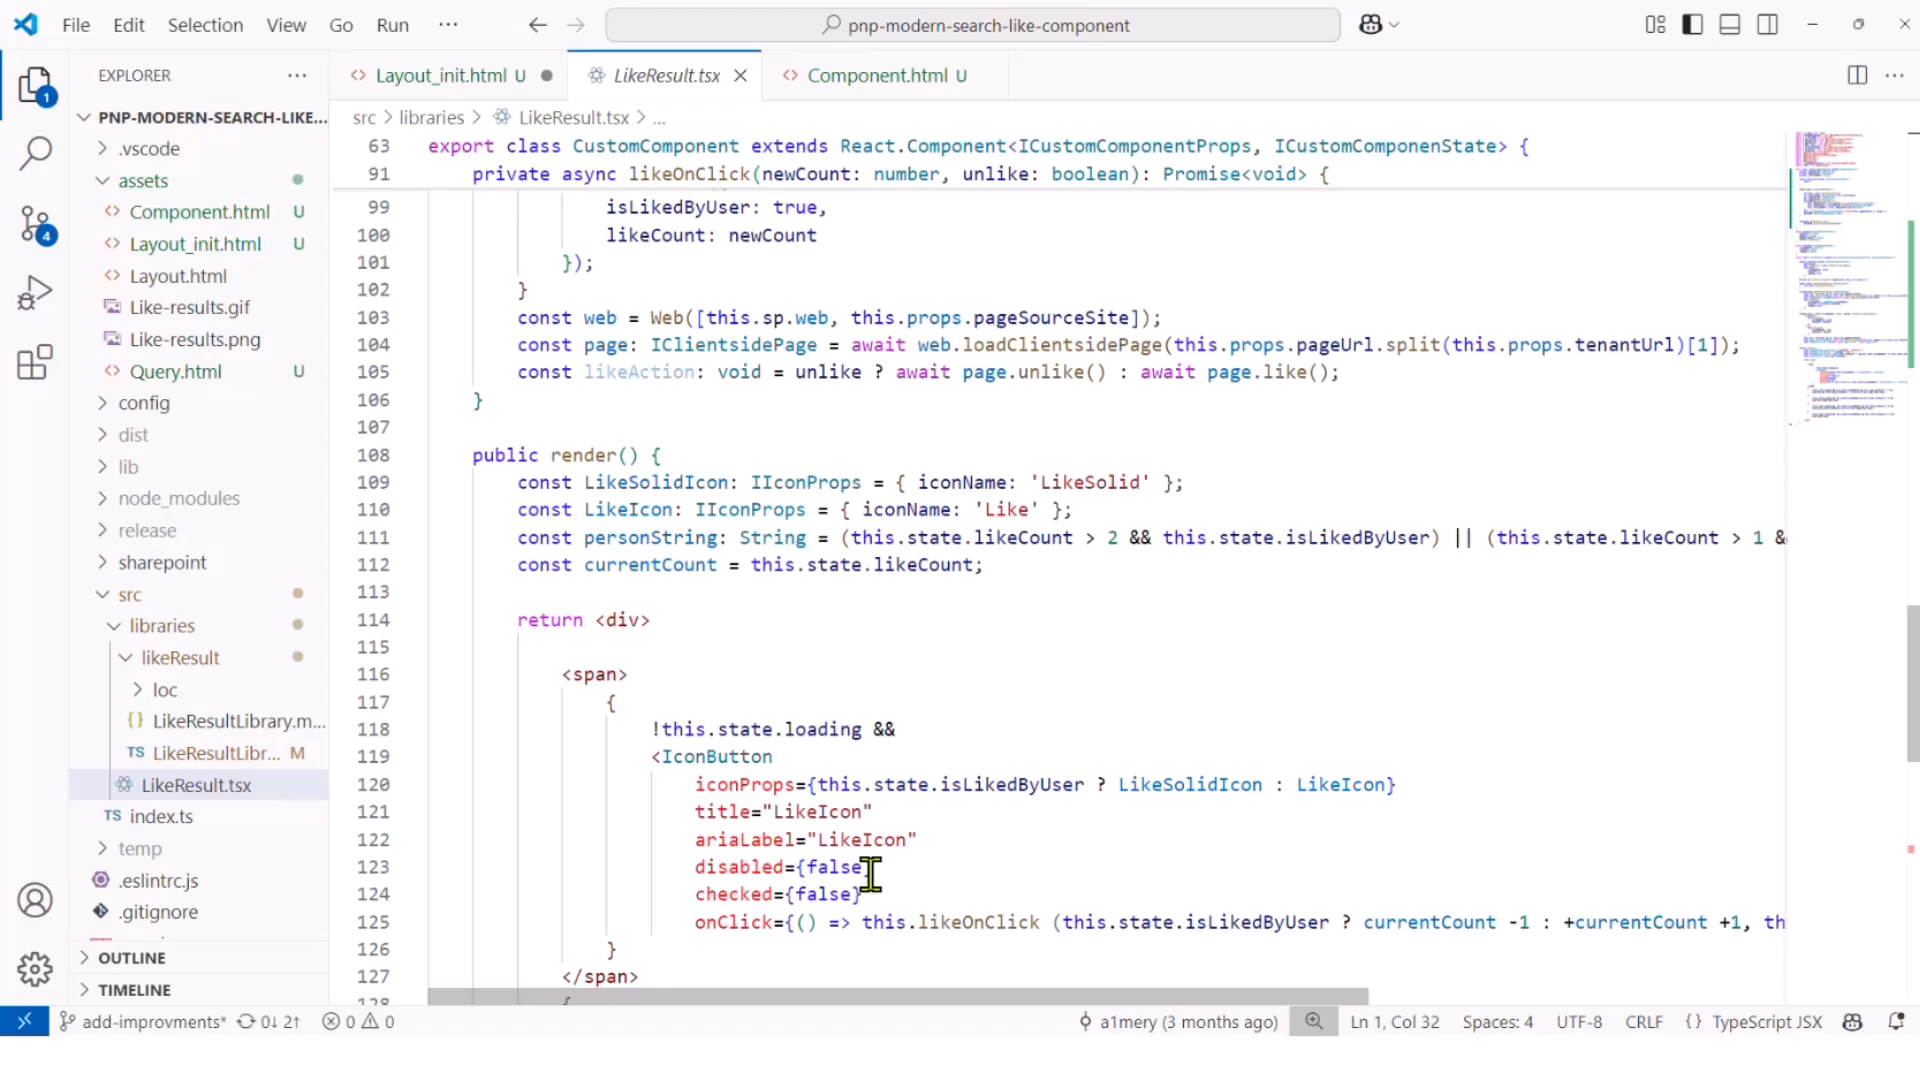 File Edit Selection View Go Run ··· pnp-modern-search-like-component
EXPLORER ···
Layout_init.html U
LikeResult.tsx
Component.html U
src > libraries > LikeResult.tsx > ...
1
4
PNP-MODERN-SEARCH-LIKE...
.vscode
assets
Component.html U
Layout_init.html U
Layout.html
Like-results.gif
Like-results.png
Query.html U
config
dist
lib
node_modules
release
sharepoint
src
libraries
likeResult
loc
{} LikeResultLibrary.m...
TS LikeResultLibr... M
LikeResult.tsx
TS index.ts
temp
.eslintrc.js
.gitignore
OUTLINE
TIMELINE
63 export class CustomComponent extends React.Component<ICustomComponentProps, ICustomComponenState> {
91 private async likeOnClick(newCount: number, unlike: boolean): Promise<void> {
99 isLikedByUser: true,
100 likeCount: newCount
101 });
102 }
103 const web = Web([this.sp.web, this.props.pageSourceSite]);
104 const page: IClientsidePage = await web.loadClientsidePage(this.props.pageUrl.split(this.props.tenantUrl)[1]);
105 const likeAction: void = unlike ? await page.unlike() : await page.like();
106 }
107
108 public render() {
109 const LikeSolidIcon: IIconProps = { iconName: 'LikeSolid' };
110 const LikeIcon: IIconProps = { iconName: 'Like' };
111 const personString: String = (this.state.likeCount > 2 && this.state.isLikedByUser) || (this.state.likeCount > 1 &
112 const currentCount = this.state.likeCount;
113
114 return <div>
115
116 <span>
117 {
118 !this.state.loading &&
119 <IconButton
120 iconProps={this.state.isLikedByUser ? LikeSolidIcon : LikeIcon}
121 title="LikeIcon"
122 ariaLabel="LikeIcon"
123 disabled={false}
124 checked={false}
125 onClick={() => this.likeOnClick (this.state.isLikedByUser ? currentCount -1 : +currentCount +1, th
126 }
127 </span>
128 {
add-improvments* 0↓ 2↑ 0 0 a1mery (3 months ago) Ln 1, Col 32 Spaces: 4 UTF-8 CRLF {} TypeScript JSX